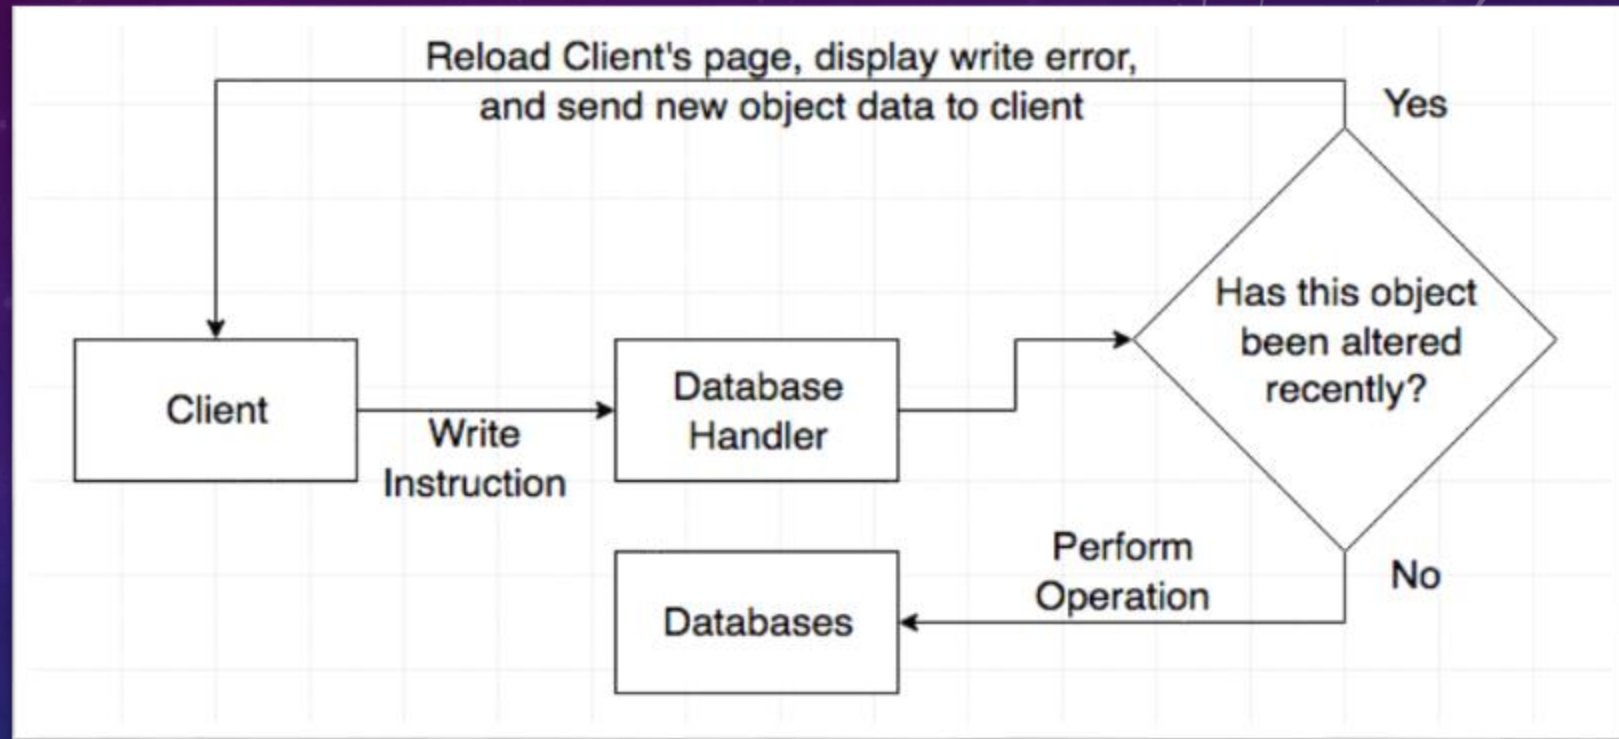 Reload Client's page, display write error,
and send new object data to client
Yes
Has this object
been altered
recently?
Client
Write
Instruction
Database
Handler
Perform
Operation
No
Databases